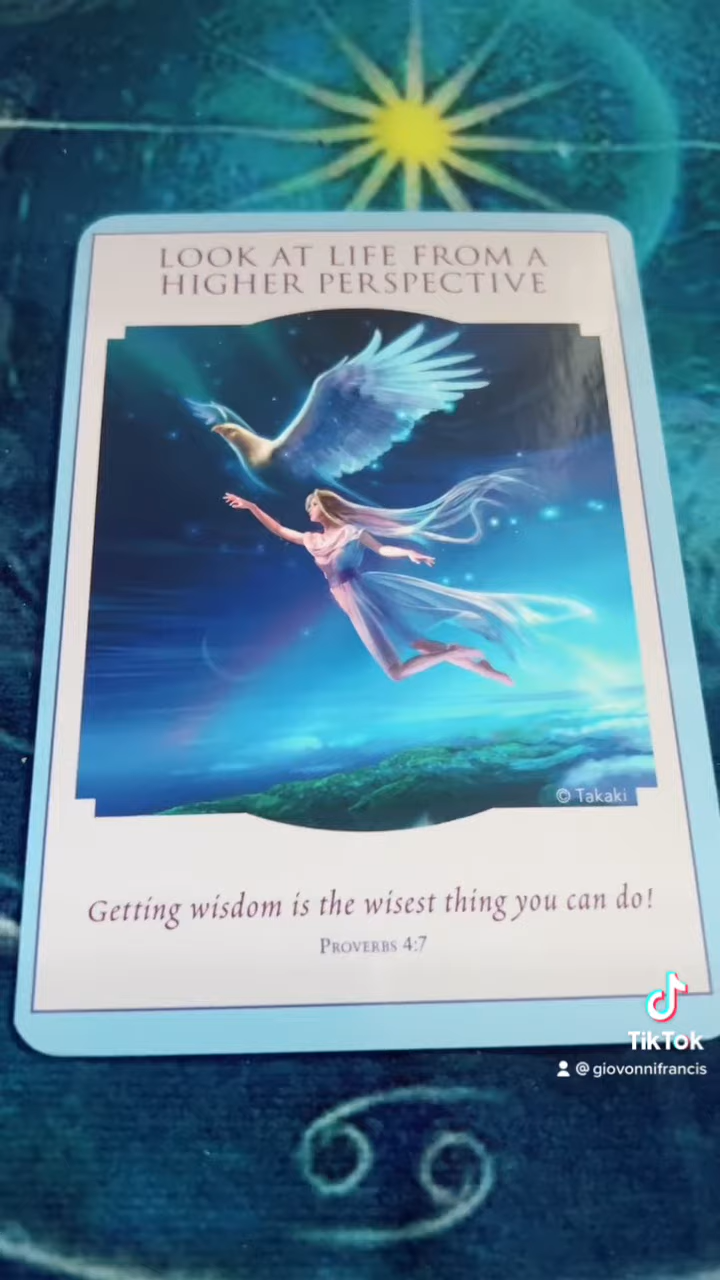 LOOK AT LIFE FROM A
HIGHER PERSPECTIVE
© Takaki
Getting wisdom is the wisest thing you can do!
PROVERBS 4:7
TikTok
@giovonnifrancis